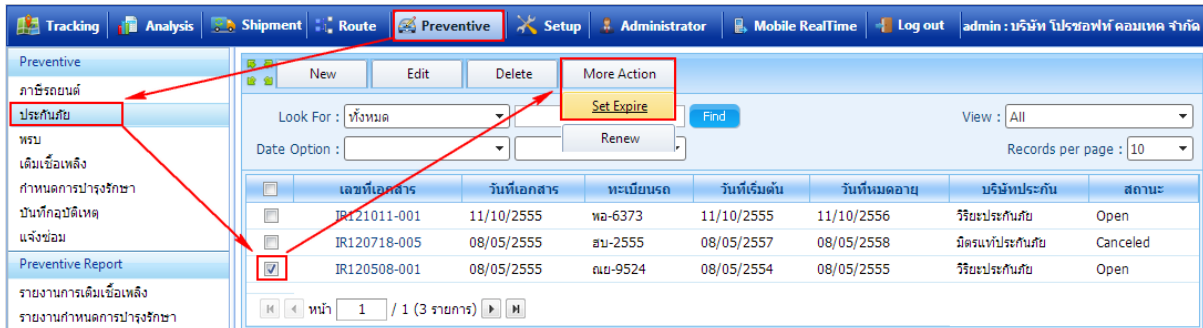 Tracking Analysis Shipment Route Preventive Setup Administrator Mobile RealTime Log out admin : บริษัท โปรซอฟท์ คอมเทค จำกัด
Preventive
ภาษีรถยนต์
ประกันภัย
พรบ
เติมเชื้อเพลิง
กำหนดการบำรุงรักษา
บันทึกอุบัติเหตุ
แจ้งซ่อม
Preventive Report
รายงานการเติมเชื้อเพลิง
รายงานกำหนดการบำรุงรักษา
New Edit Delete More Action
Set Expire
Renew
Look For : ทั้งหมด Find View : All
Date Option : Records per page : 10
เลขที่เอกสาร วันที่เอกสาร ทะเบียนรถ วันที่เริ่มต้น วันที่หมดอายุ บริษัทประกัน สถานะ
IR121011-001 11/10/2555 พอ-6373 11/10/2555 11/10/2556 วิริยะประกันภัย Open
IR120718-005 08/05/2555 ฮบ-2555 08/05/2557 08/05/2558 มิตรแท้ประกันภัย Canceled
IR120508-001 08/05/2555 ณย-9524 08/05/2554 08/05/2555 วิริยะประกันภัย Open
หน้า 1 / 1 (3 รายการ)